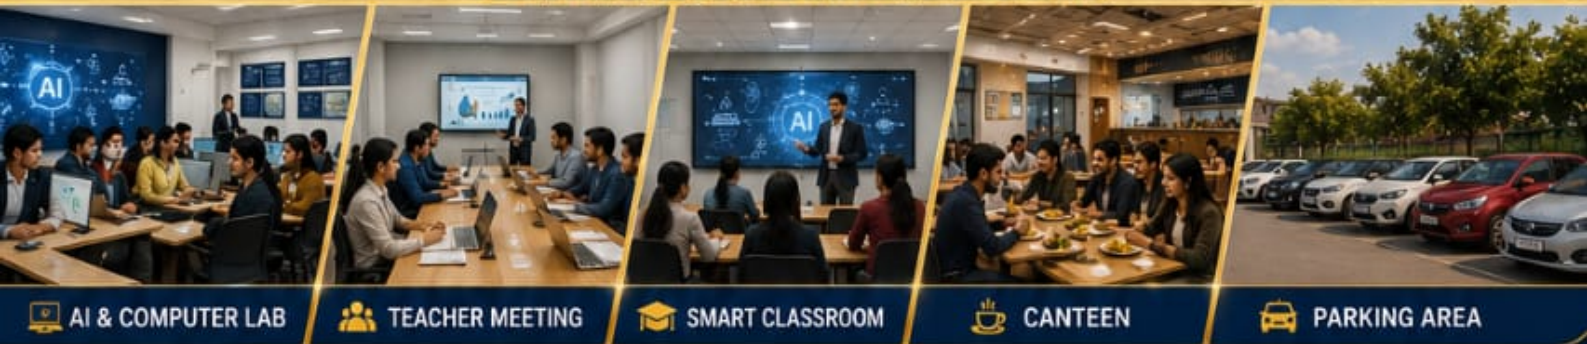 AI
AI
AI & COMPUTER LAB
TEACHER MEETING
SMART CLASSROOM
CANTEEN
PARKING AREA